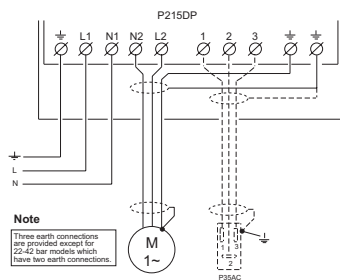 P215DP
L1 N1 N2 L2 1 2 3
L
N
Note
Three earth connections
are provided except for
22-42 bar models which
have two earth connections.
M
1~
1 3
2
P35AC